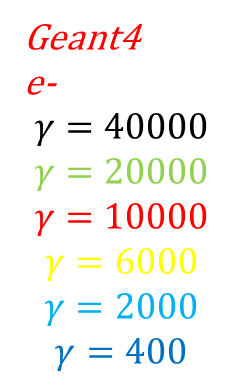 Geant4
e-
γ = 40000
γ = 20000
γ = 10000
γ = 6000
γ = 2000
γ = 400